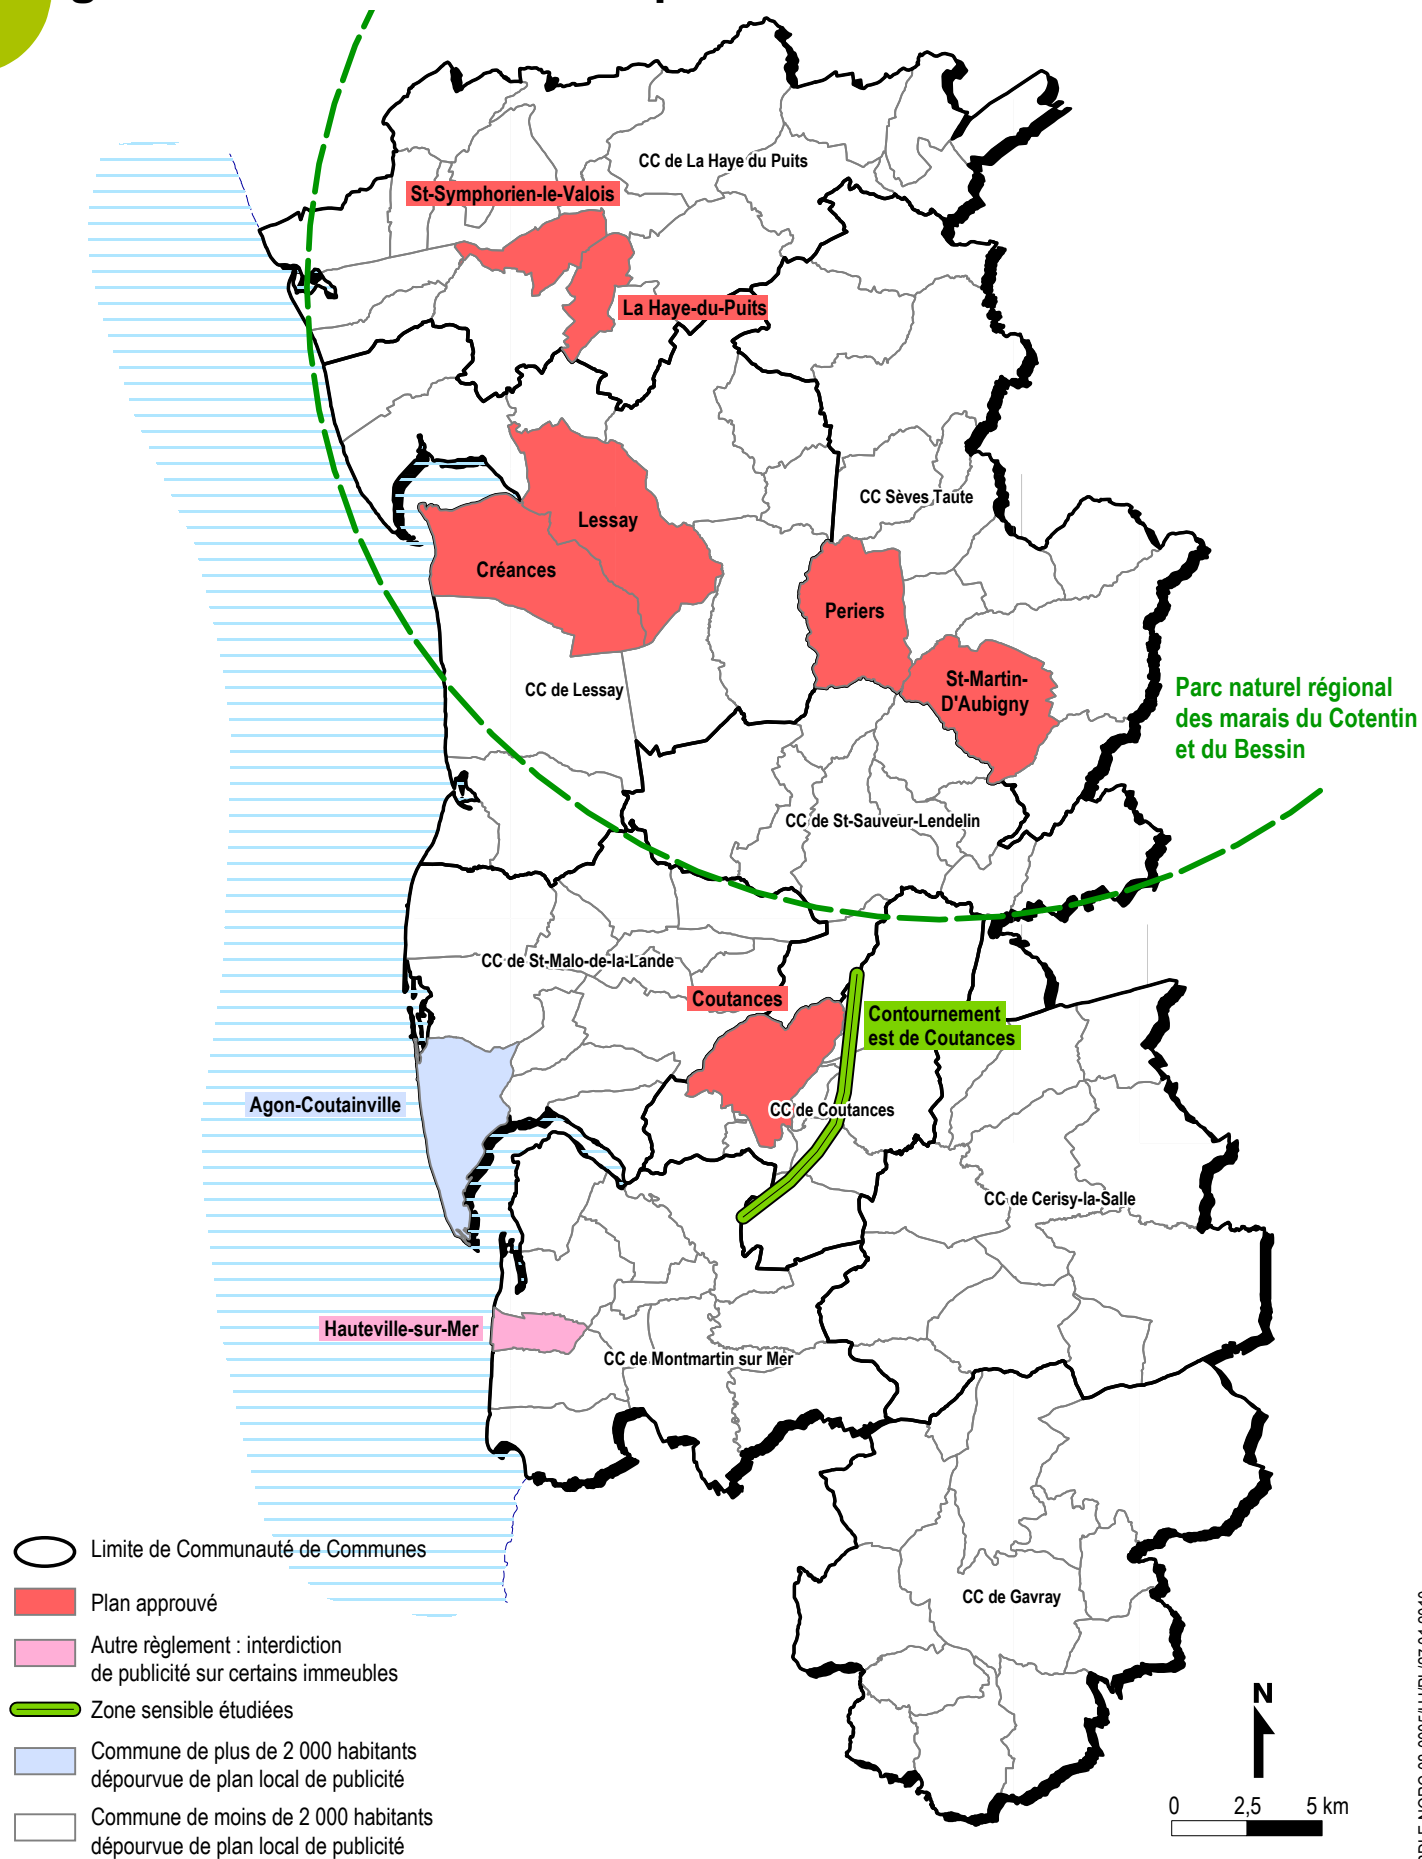 CC de La Haye du Puits
St-Symphorien-le-Valois
La Haye-du-Puits
CC Sèves Taute
Lessay
Créances
Periers
St-Martin-
D'Aubigny
CC de Lessay
Parc naturel régional
des marais du Cotentin
et du Bessin
CC de St-Sauveur-Lendelin
CC de St-Malo-de-la-Lande
Coutances
Contournement
est de Coutances
Agon-Coutainville
CC de Coutances
CC de Cerisy-la-Salle
Hauteville-sur-Mer
CC de Montmartin sur Mer
CC de Gavray
Limite de Communauté de Communes
Plan approuvé
Autre règlement : interdiction
de publicité sur certains immeubles
Zone sensible étudiées
Commune de plus de 2 000 habitants
dépourvue de plan local de publicité
Commune de moins de 2 000 habitants
dépourvue de plan local de publicité
N
0 2,5 5 km